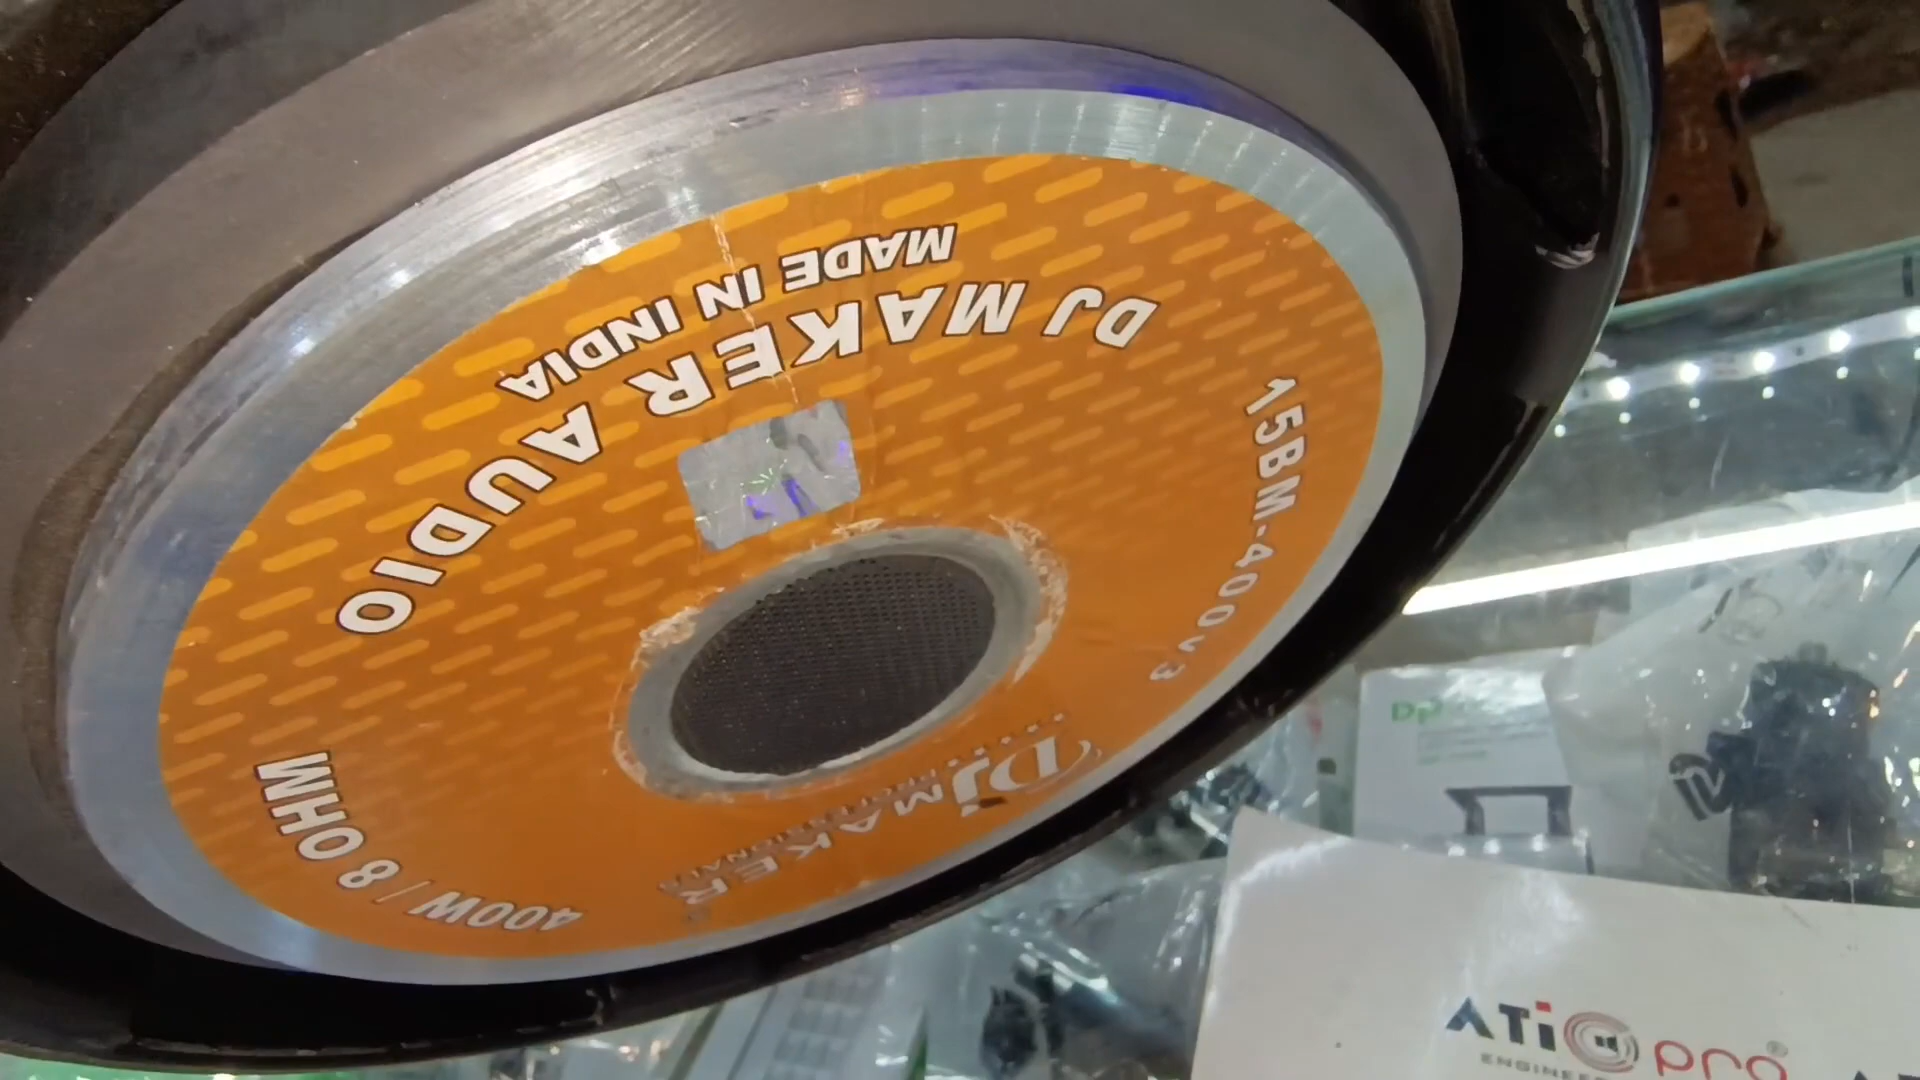 MADE IN INDIA
DJ MAKER AUDIO
15BM-400v3
400W / 8 OHM
DJ MAKER®
ATi pro®